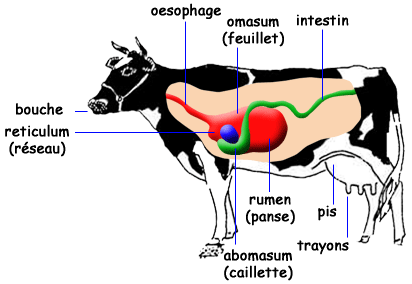 oesophage
omasum
(feuillet)
intestin
bouche
reticulum
(réseau)
rumen
(panse)
pis
trayons
abomasum
(caillette)